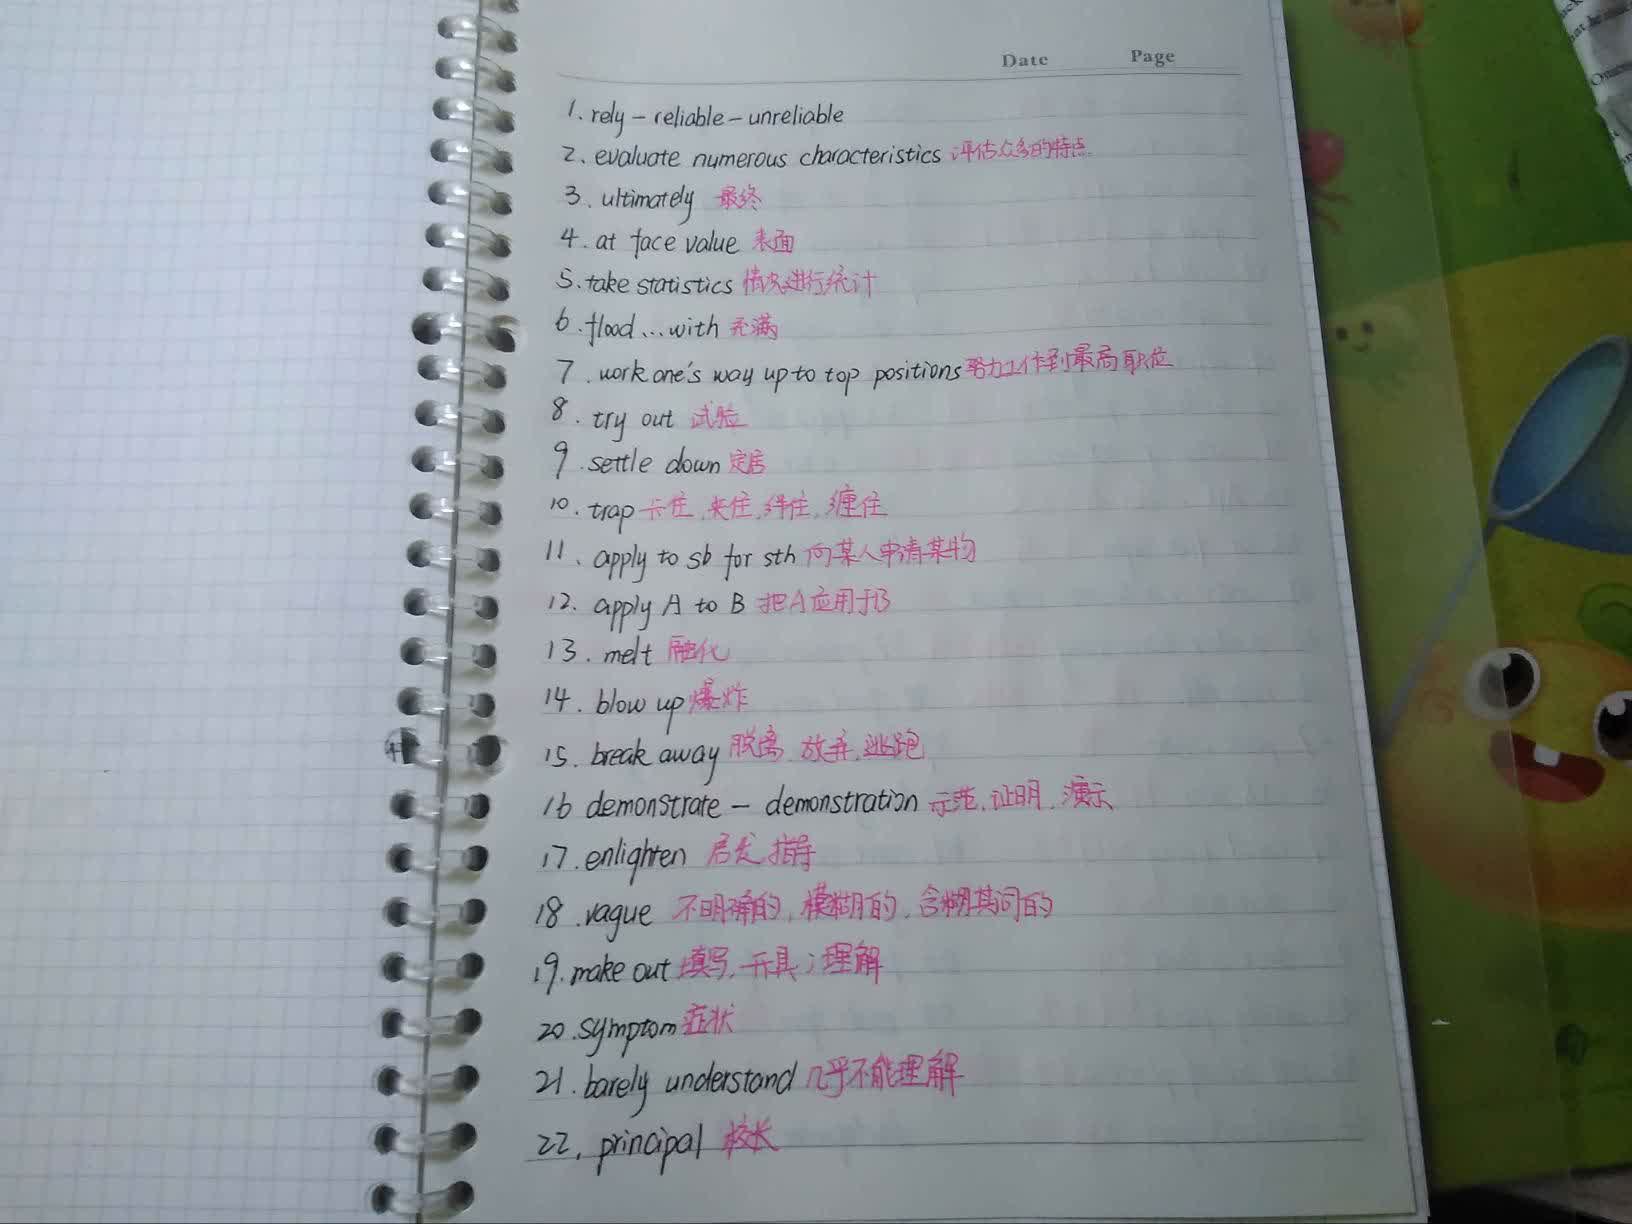 Date Page
1. rely - reliable - unreliable
2. evaluate numerous characteristics 评估众多的特点
3. ultimately 最终
4. at face value 表面
5. take statistics 情况进行统计
6. flood...with 充满
7. work one's way up to top positions 努力工作到最高职位
8. try out 试验
9. settle down 定居
10. trap 卡住, 夹住, 绊住, 缠住
11. apply to sb for sth 向某人申请某物
12. apply A to B 把A应用于B
13. melt 融化
14. blow up 爆炸
15. break away 脱离, 放弃, 逃跑
16 demonstrate - demonstration 示范, 证明, 演示
17. enlighten 启发, 指导
18. vague 不明确的, 模糊的, 含糊其词的
19. make out 填写, 开具; 理解
20. symptom 症状
21. barely understand 几乎不能理解
22. principal 校长